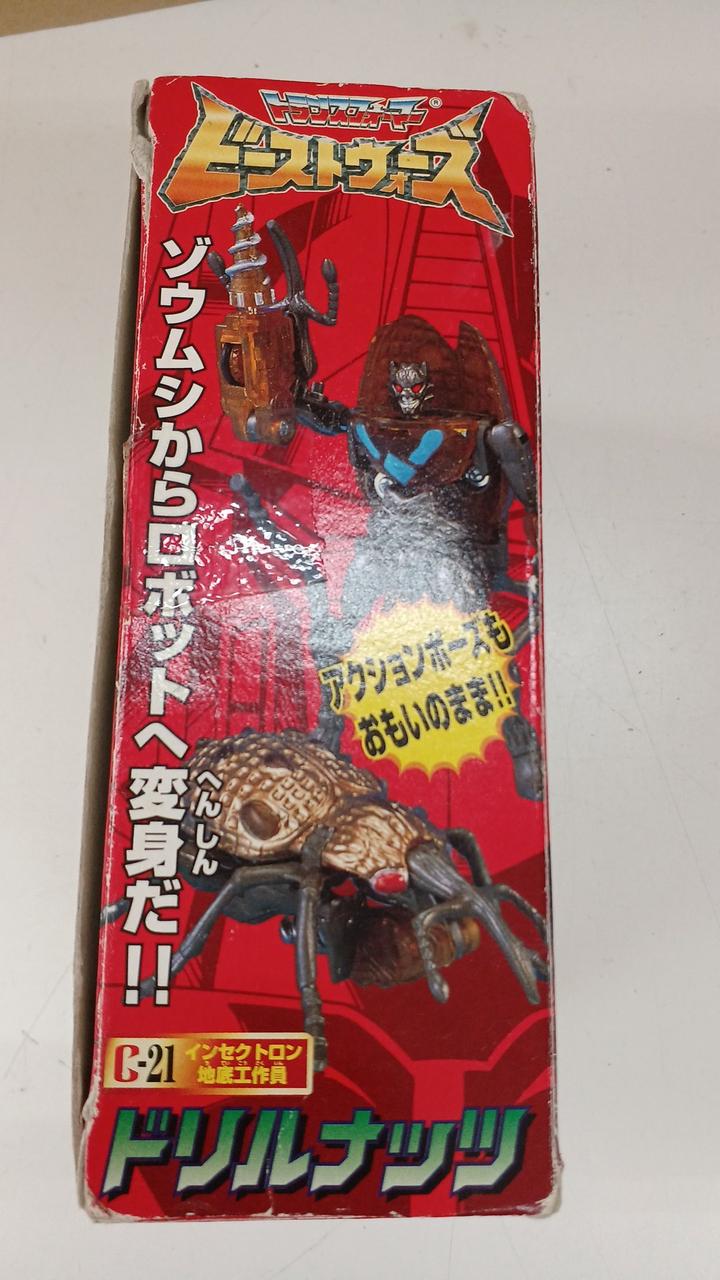 トランスフォーマー®
ビーストウォーズ
ゾウムシからロボットへ変身だ!!
へんしん
アクションポーズも
おもいのまま!!
C-21
インセクトロン
地底工作員
ドリルナッツ